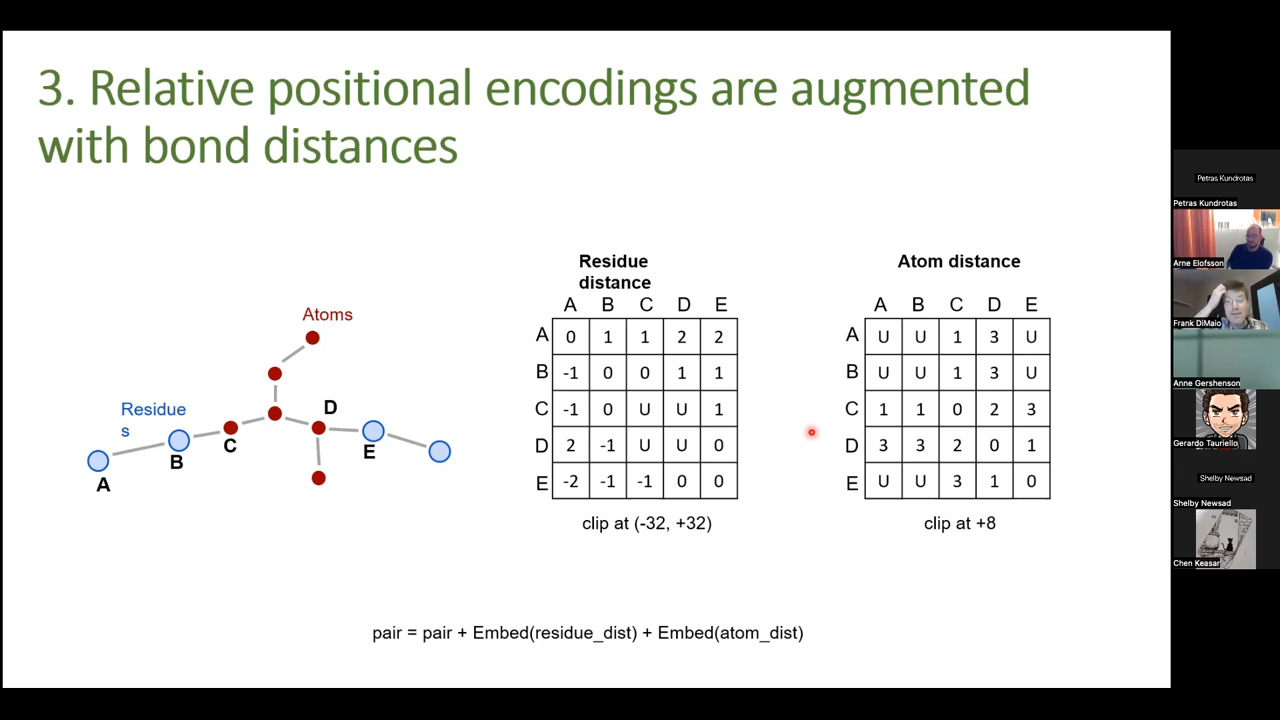 3. Relative positional encodings are augmented
with bond distances
Atoms
Residue
s
A
B
C
D
E
Residue
distance
A B C D E
A 0 1 1 2 2
B -1 0 0 1 1
C -1 0 U U 1
D 2 -1 U U 0
E -2 -1 -1 0 0
clip at (-32, +32)
Atom distance
A B C D E
A U U 1 3 U
B U U 1 3 U
C 1 1 0 2 3
D 3 3 2 0 1
E U U 3 1 0
clip at +8
pair = pair + Embed(residue_dist) + Embed(atom_dist)
Petras Kundrotas
Petras Kundrotas
Arne Elofsson
Frank DiMaio
Anne Gershenson
Gerardo Tauriello
Shelby Newsad
Shelby Newsad
Chen Keasar